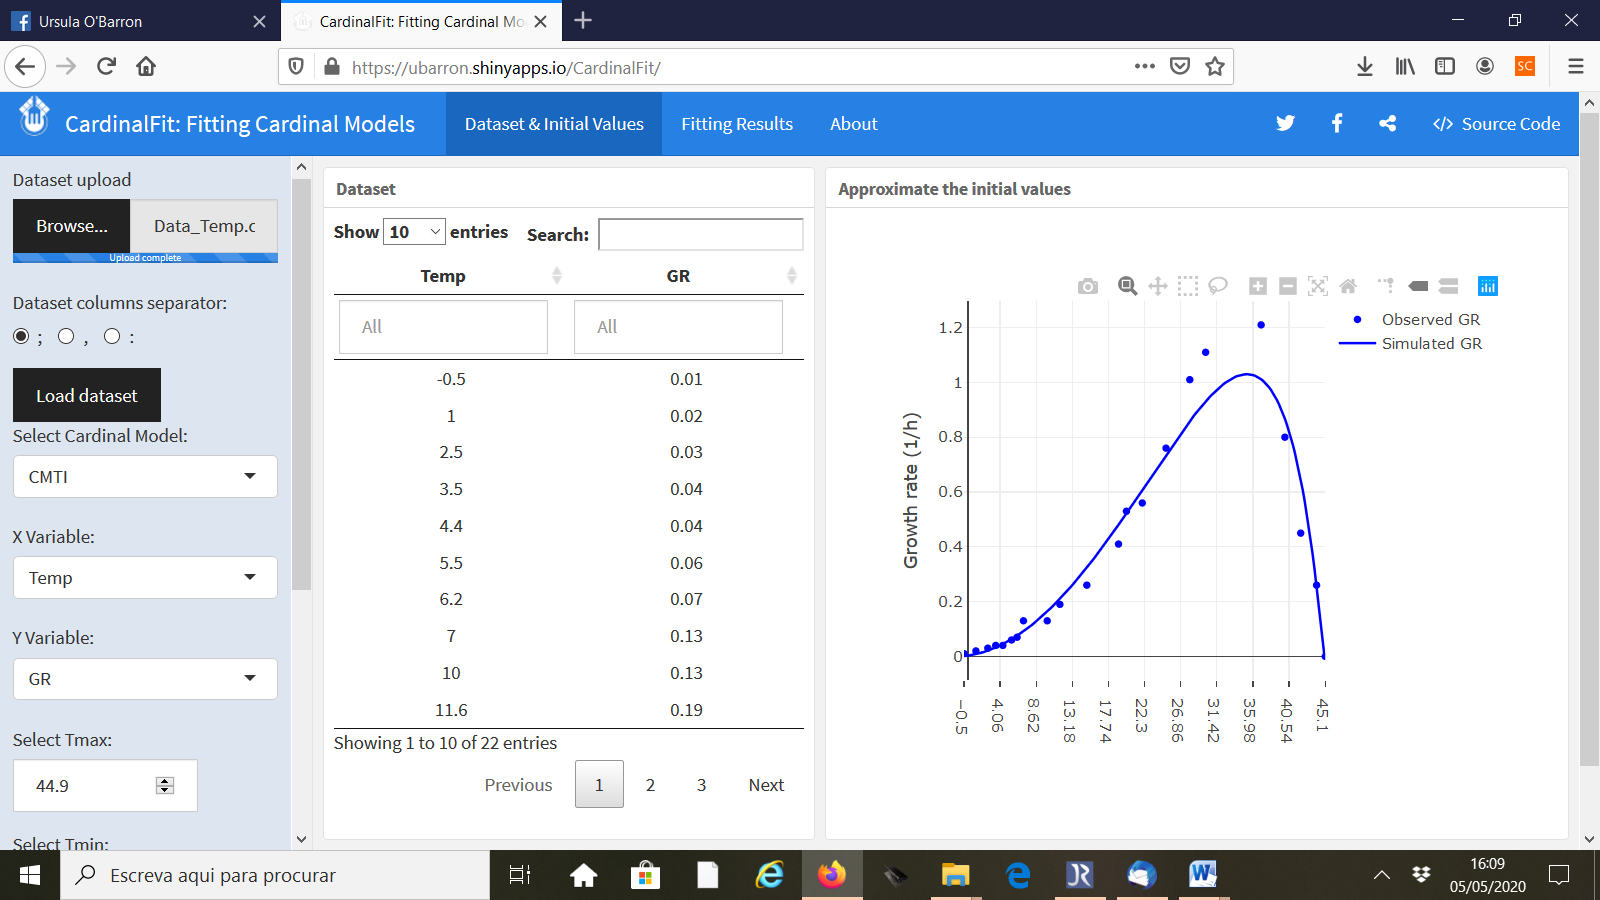 Ursula O'Barron
CardinalFit: Fitting Cardinal Mo
https://ubarron.shinyapps.io/CardinalFit/
SC
CardinalFit: Fitting Cardinal Models
Dataset & Initial Values
Fitting Results
About
</> Source Code
Dataset upload
Browse... Data_Temp.c
Upload complete
Dataset columns separator:
; , :
Load dataset
Select Cardinal Model:
CMTI
X Variable:
Temp
Y Variable:
GR
Select Tmax:
44.9
Select Tmin:
Dataset
Show 10 entries Search:
Temp GR
All All
-0.5 0.01
1 0.02
2.5 0.03
3.5 0.04
4.4 0.04
5.5 0.06
6.2 0.07
7 0.13
10 0.13
11.6 0.19
Showing 1 to 10 of 22 entries
Previous 1 2 3 Next
Approximate the initial values
Observed GR
Simulated GR
Growth rate (1/h)
1.2
1
0.8
0.6
0.4
0.2
0
−0.5
4.06
8.62
13.18
17.74
22.3
26.86
31.42
35.98
40.54
45.1
Escreva aqui para procurar
16:09
05/05/2020